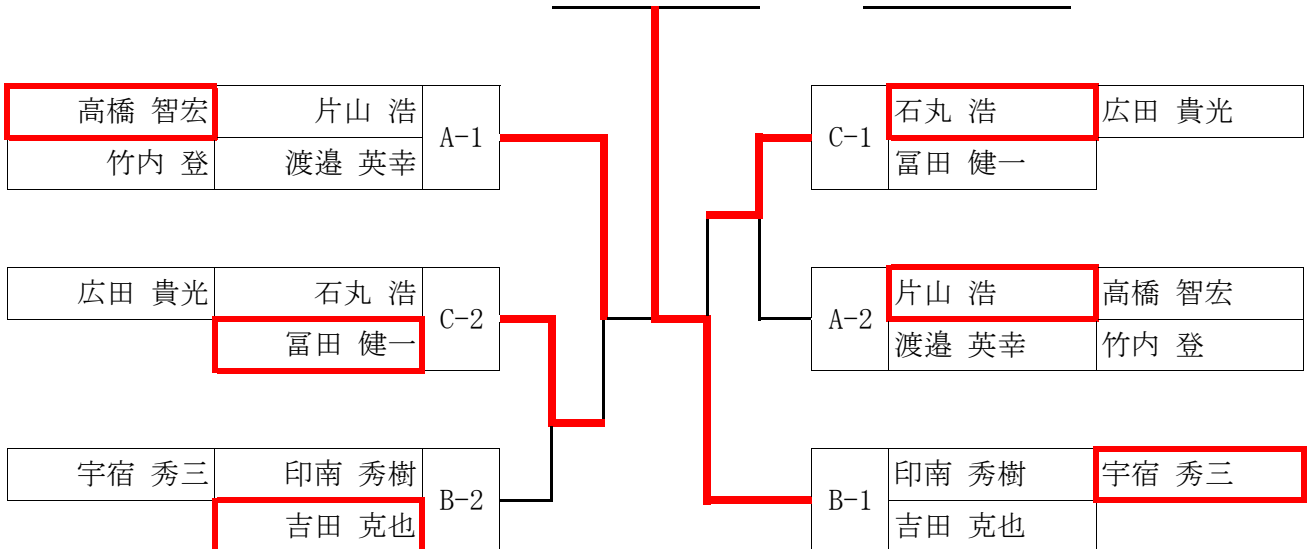 高橋 智宏 片山 浩 A-1 C-1 石丸 浩 広田 貴光
竹内 登 渡邉 英幸 冨田 健一
広田 貴光 石丸 浩 C-2 A-2 片山 浩 高橋 智宏
冨田 健一 渡邉 英幸 竹内 登
宇宿 秀三 印南 秀樹 B-2 B-1 印南 秀樹 宇宿 秀三
吉田 克也 吉田 克也